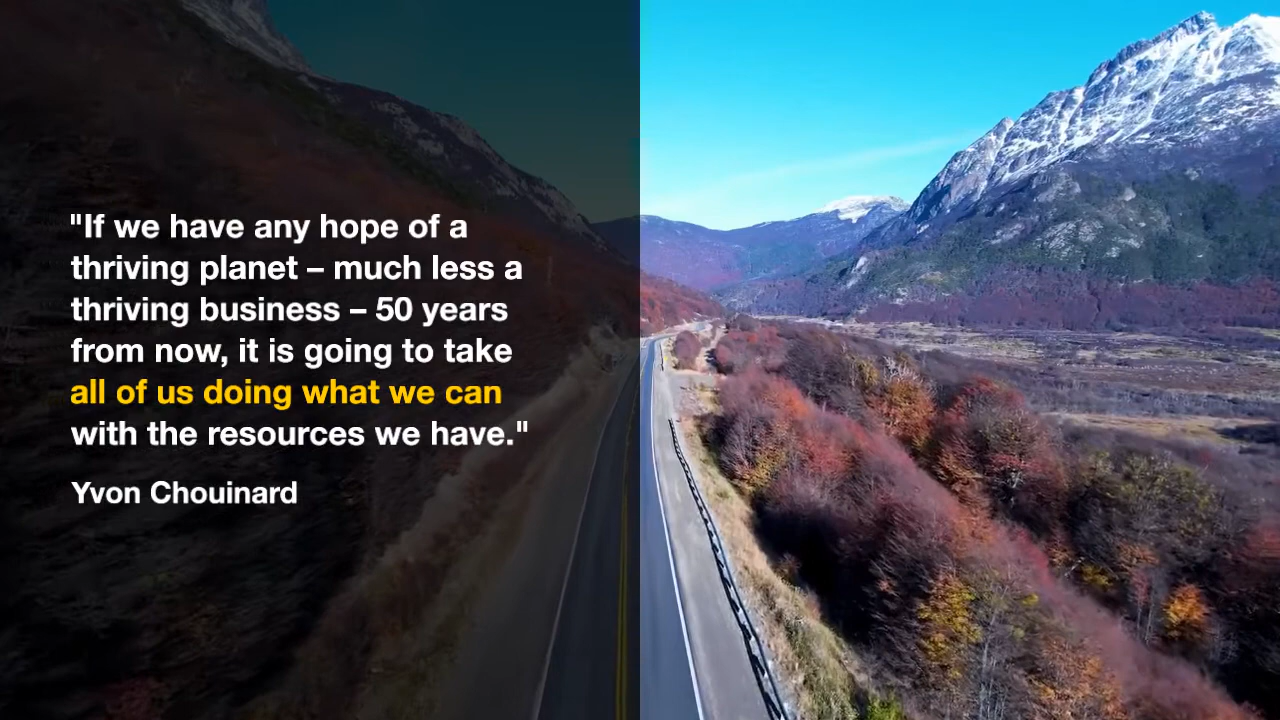 "If we have any hope of a
thriving planet – much less a
thriving business – 50 years
from now, it is going to take
all of us doing what we can
with the resources we have."
Yvon Chouinard